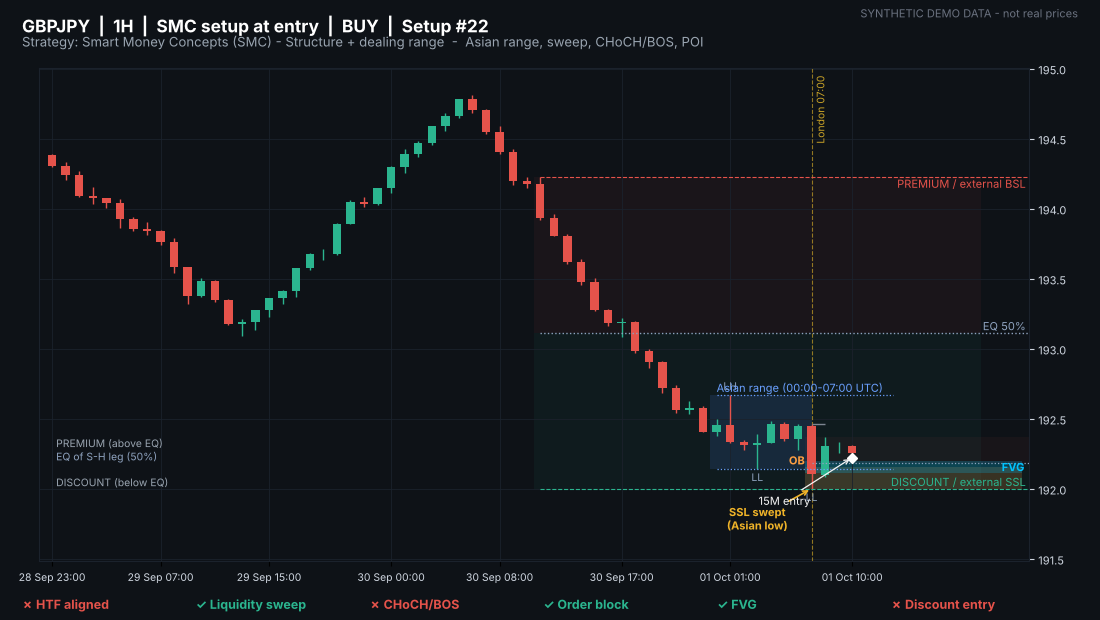 SYNTHETIC DEMO DATA - not real prices
GBPJPY | 1H | SMC setup at entry | BUY | Setup #22
Strategy: Smart Money Concepts (SMC) - Structure + dealing range - Asian range, sweep, CHoCH/BOS, POI
195.0
London 07:00
194.5
PREMIUM / external BSL
194.0
193.5
EQ 50%
193.0
LH
Asian range (00:00-07:00 UTC)
192.5
PREMIUM (above EQ)
EQ of S-H leg (50%)
OB
FVG
LL
DISCOUNT (below EQ)
DISCOUNT / external SSL
192.0
15M entry
SSL swept
(Asian low)
191.5
28 Sep 23:00
29 Sep 07:00
29 Sep 15:00
30 Sep 00:00
30 Sep 08:00
30 Sep 17:00
01 Oct 01:00
01 Oct 10:00
× HTF aligned
✓ Liquidity sweep
× CHoCH/BOS
✓ Order block
✓ FVG
× Discount entry